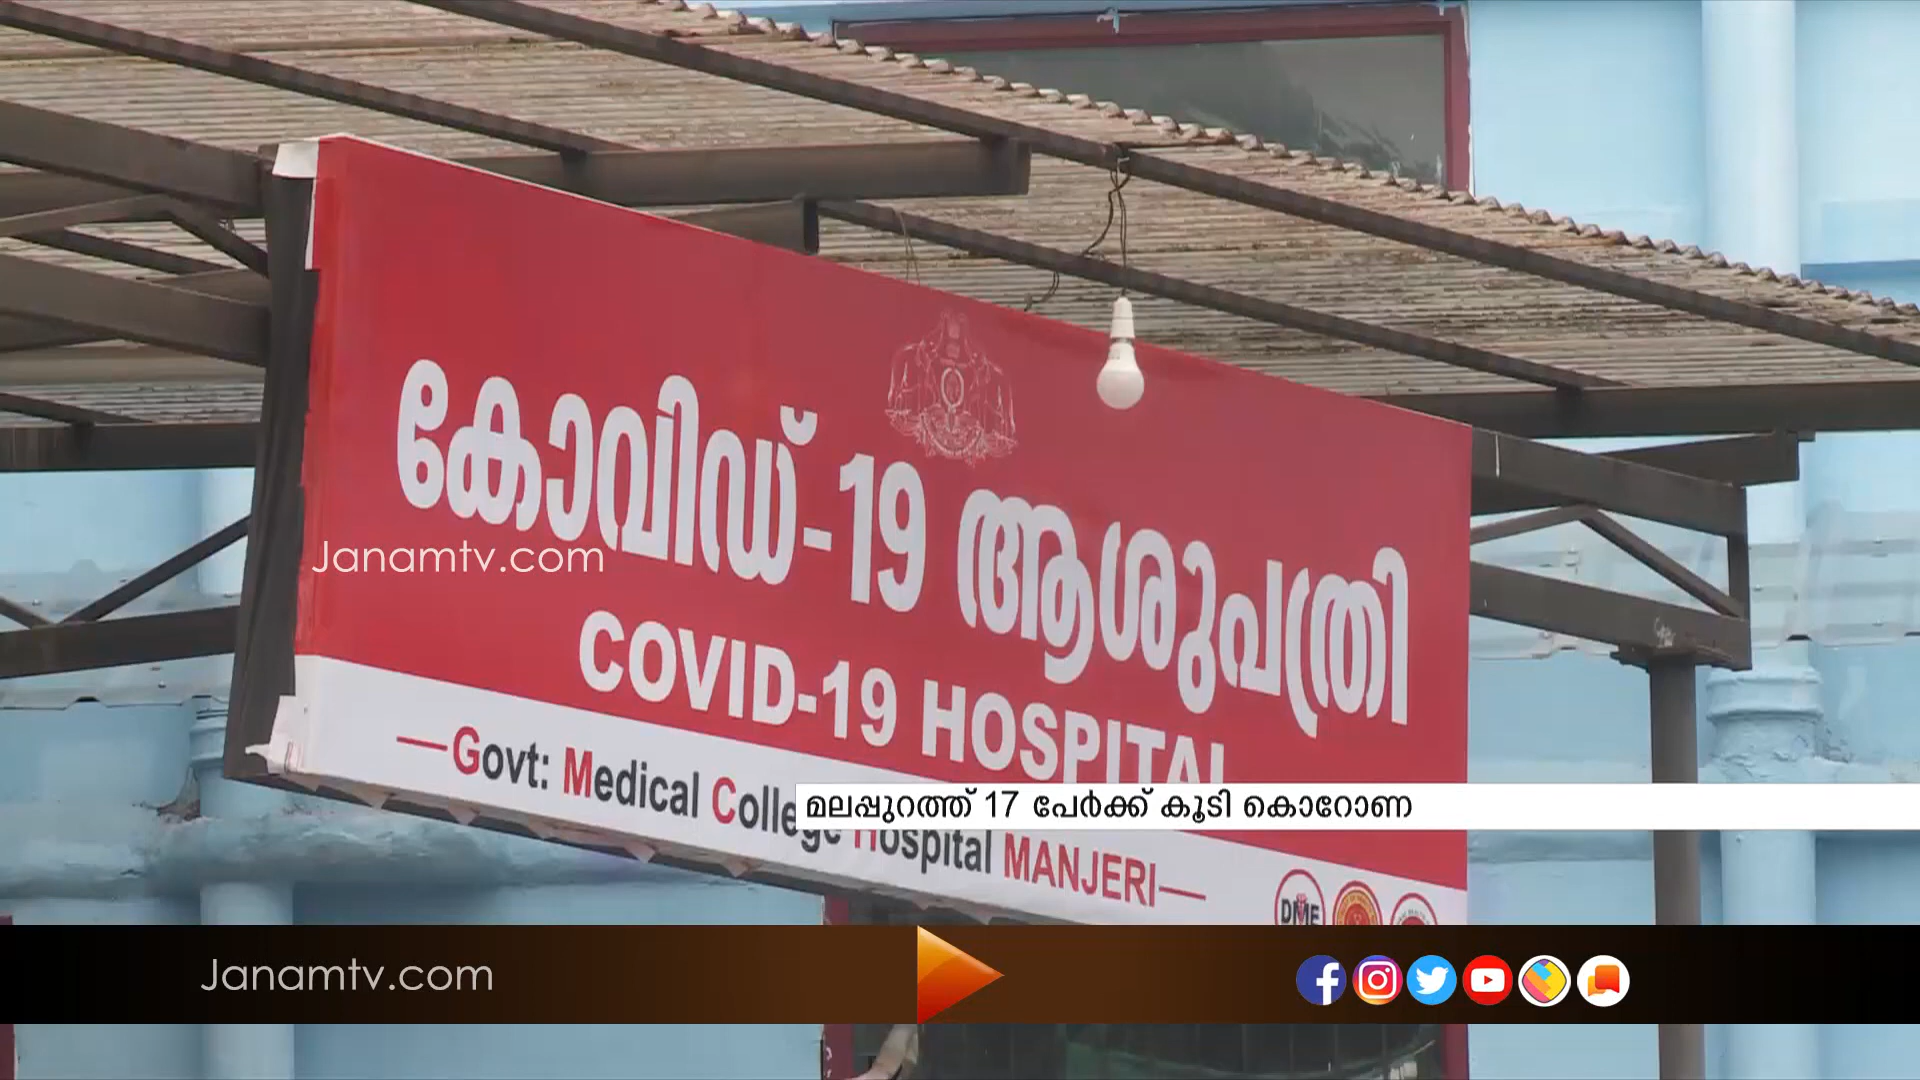 കോവിഡ്-19 ആശുപത്രി
Janamtv.com
COVID-19 HOSPITAL
—Govt: Medical College Hospital MANJERI—
മലപ്പുറത്ത് 17 പേർക്ക് കൂടി കൊറോണ
DME
Janamtv.com